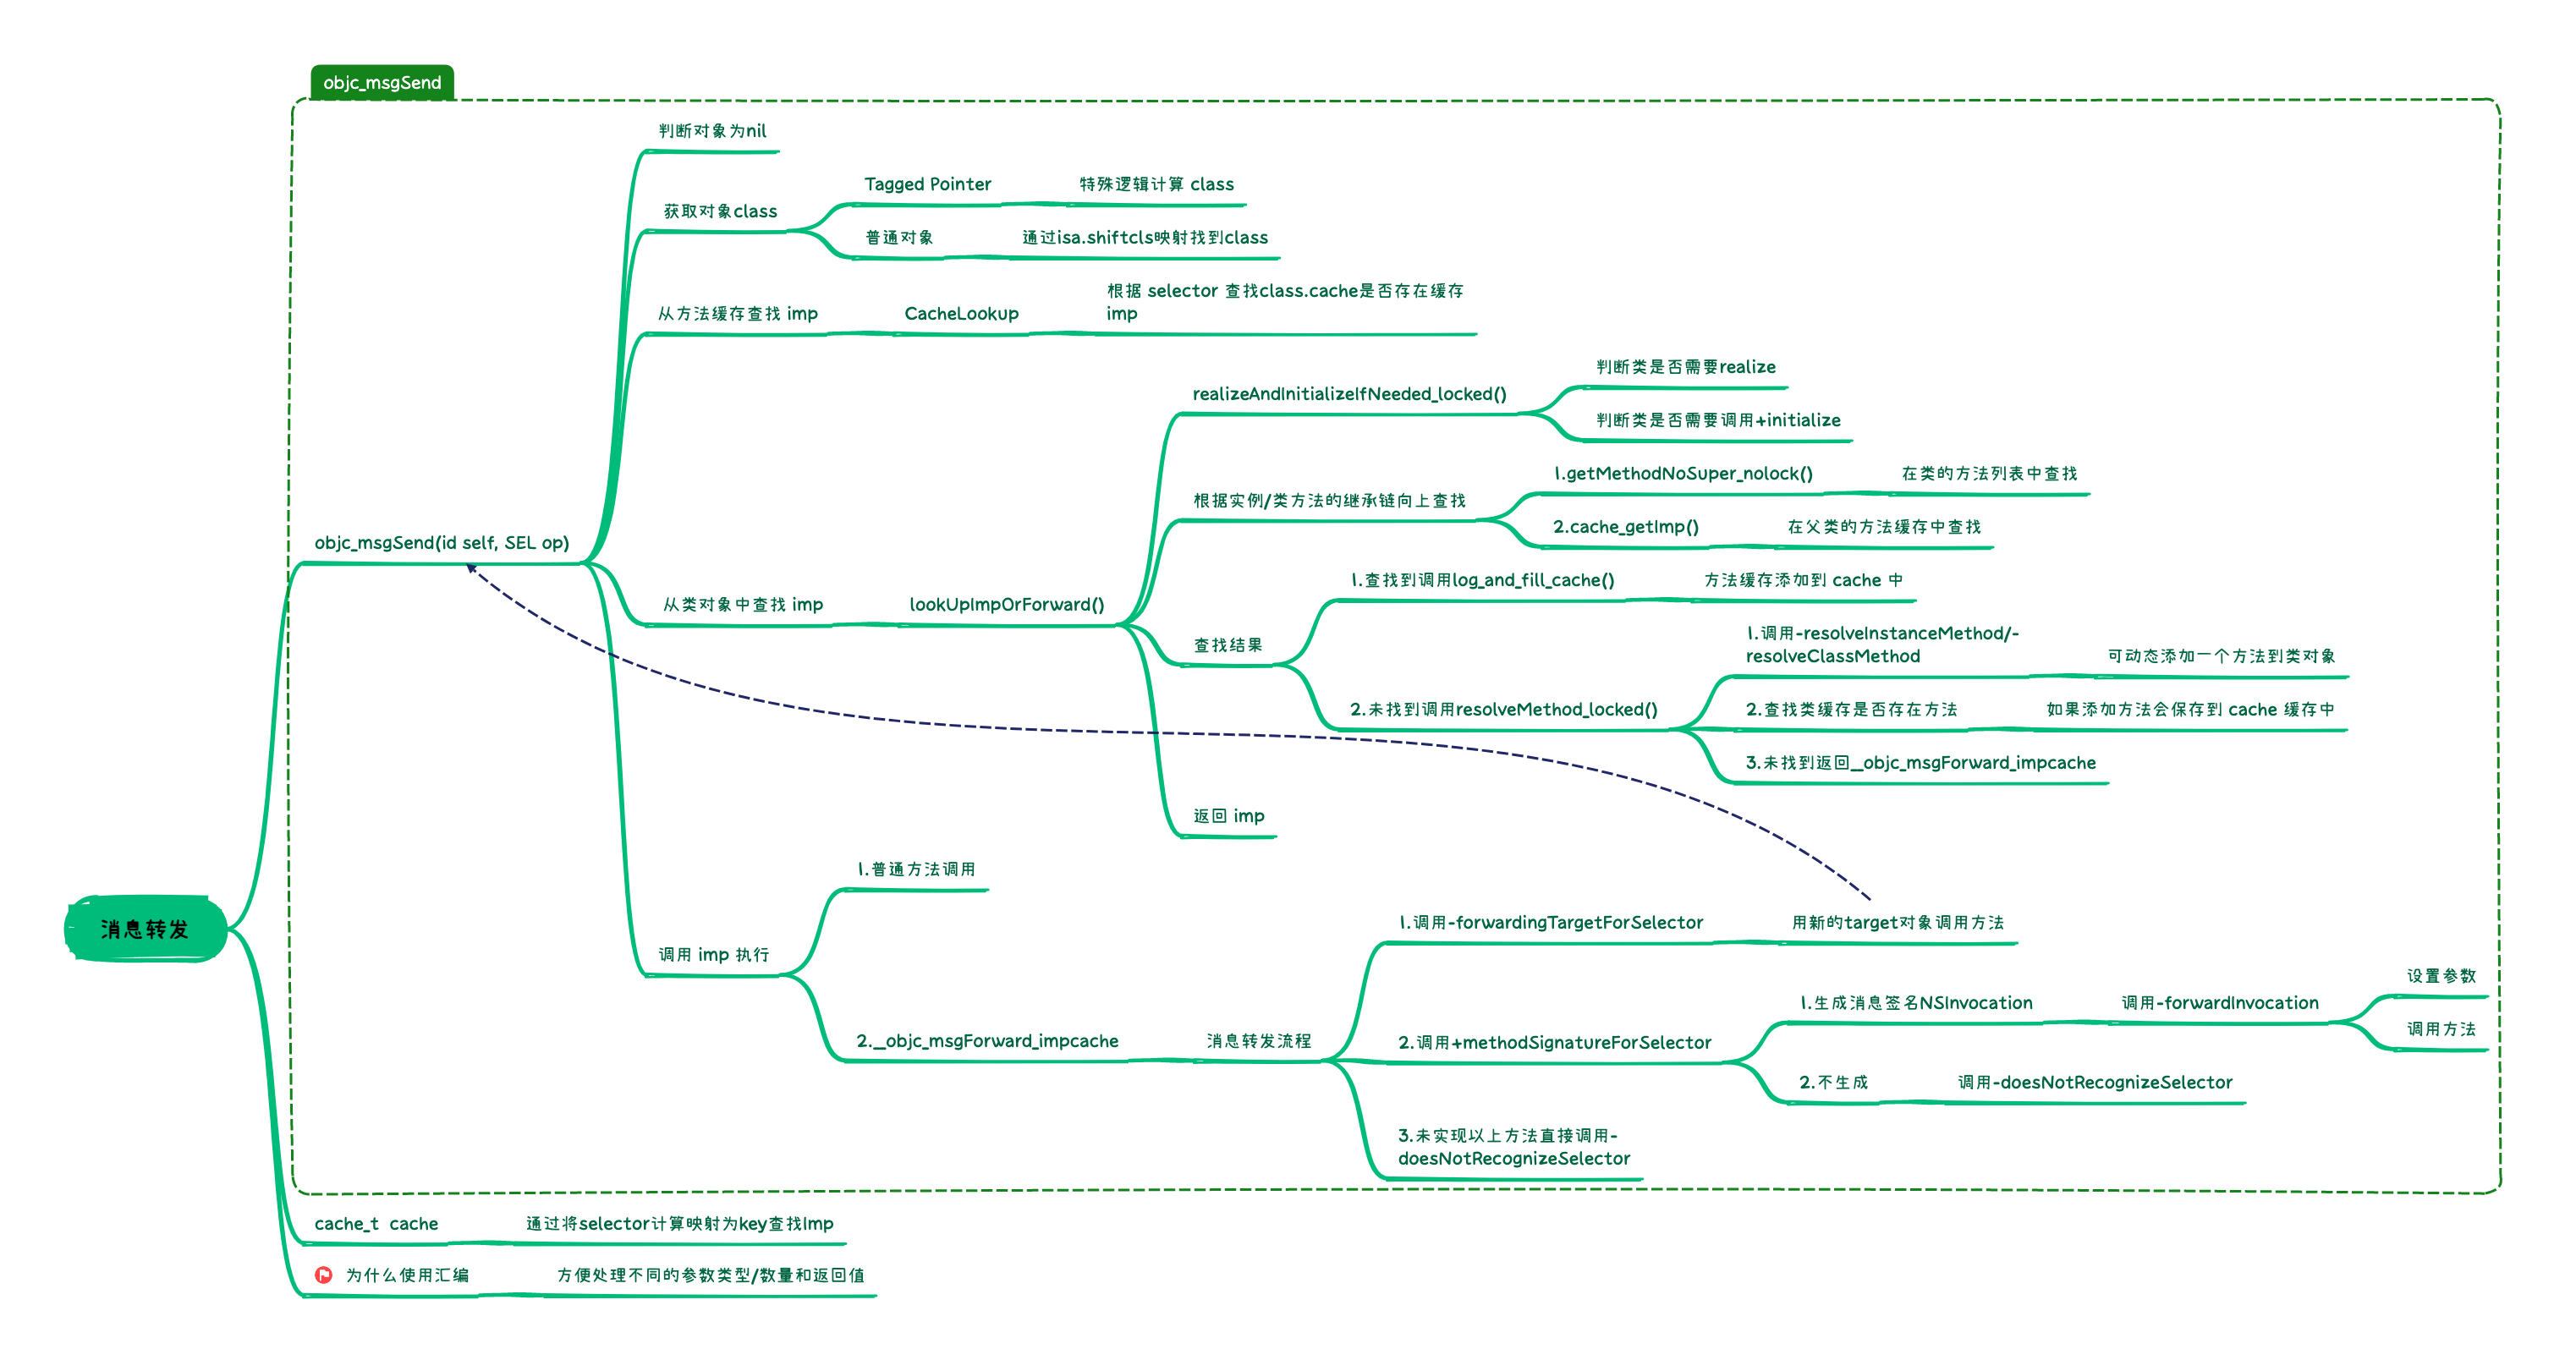 objc_msgSend
判断对象为nil
Tagged Pointer
特殊逻辑计算 class
获取对象class
普通对象
通过isa.shiftcls映射找到class
根据 selector 查找class.cache是否存在缓存
imp
从方法缓存查找 imp
CacheLookup
判断类是否需要realize
realizeAndInitializeIfNeeded_locked()
判断类是否需要调用+initialize
1.getMethodNoSuper_nolock()
在类的方法列表中查找
根据实例/类方法的继承链向上查找
2.cache_getImp()
在父类的方法缓存中查找
objc_msgSend(id self, SEL op)
1.查找到调用log_and_fill_cache()
方法缓存添加到 cache 中
从类对象中查找 imp
lookUpImpOrForward()
查找结果
1.调用-resolveInstanceMethod/-
resolveClassMethod
可动态添加一个方法到类对象
2.未找到调用resolveMethod_locked()
2.查找类缓存是否存在方法
如果添加方法会保存到 cache 缓存中
3.未找到返回__objc_msgForward_impcache
返回 imp
1.普通方法调用
消息转发
调用 imp 执行
1.调用-forwardingTargetForSelector
用新的target对象调用方法
设置参数
1.生成消息签名NSInvocation
调用-forwardInvocation
调用方法
2.__objc_msgForward_impcache
消息转发流程
2.调用+methodSignatureForSelector
2.不生成
调用-doesNotRecognizeSelector
3.未实现以上方法直接调用-
doesNotRecognizeSelector
cache_t  cache
通过将selector计算映射为key查找Imp
为什么使用汇编
方便处理不同的参数类型/数量和返回值